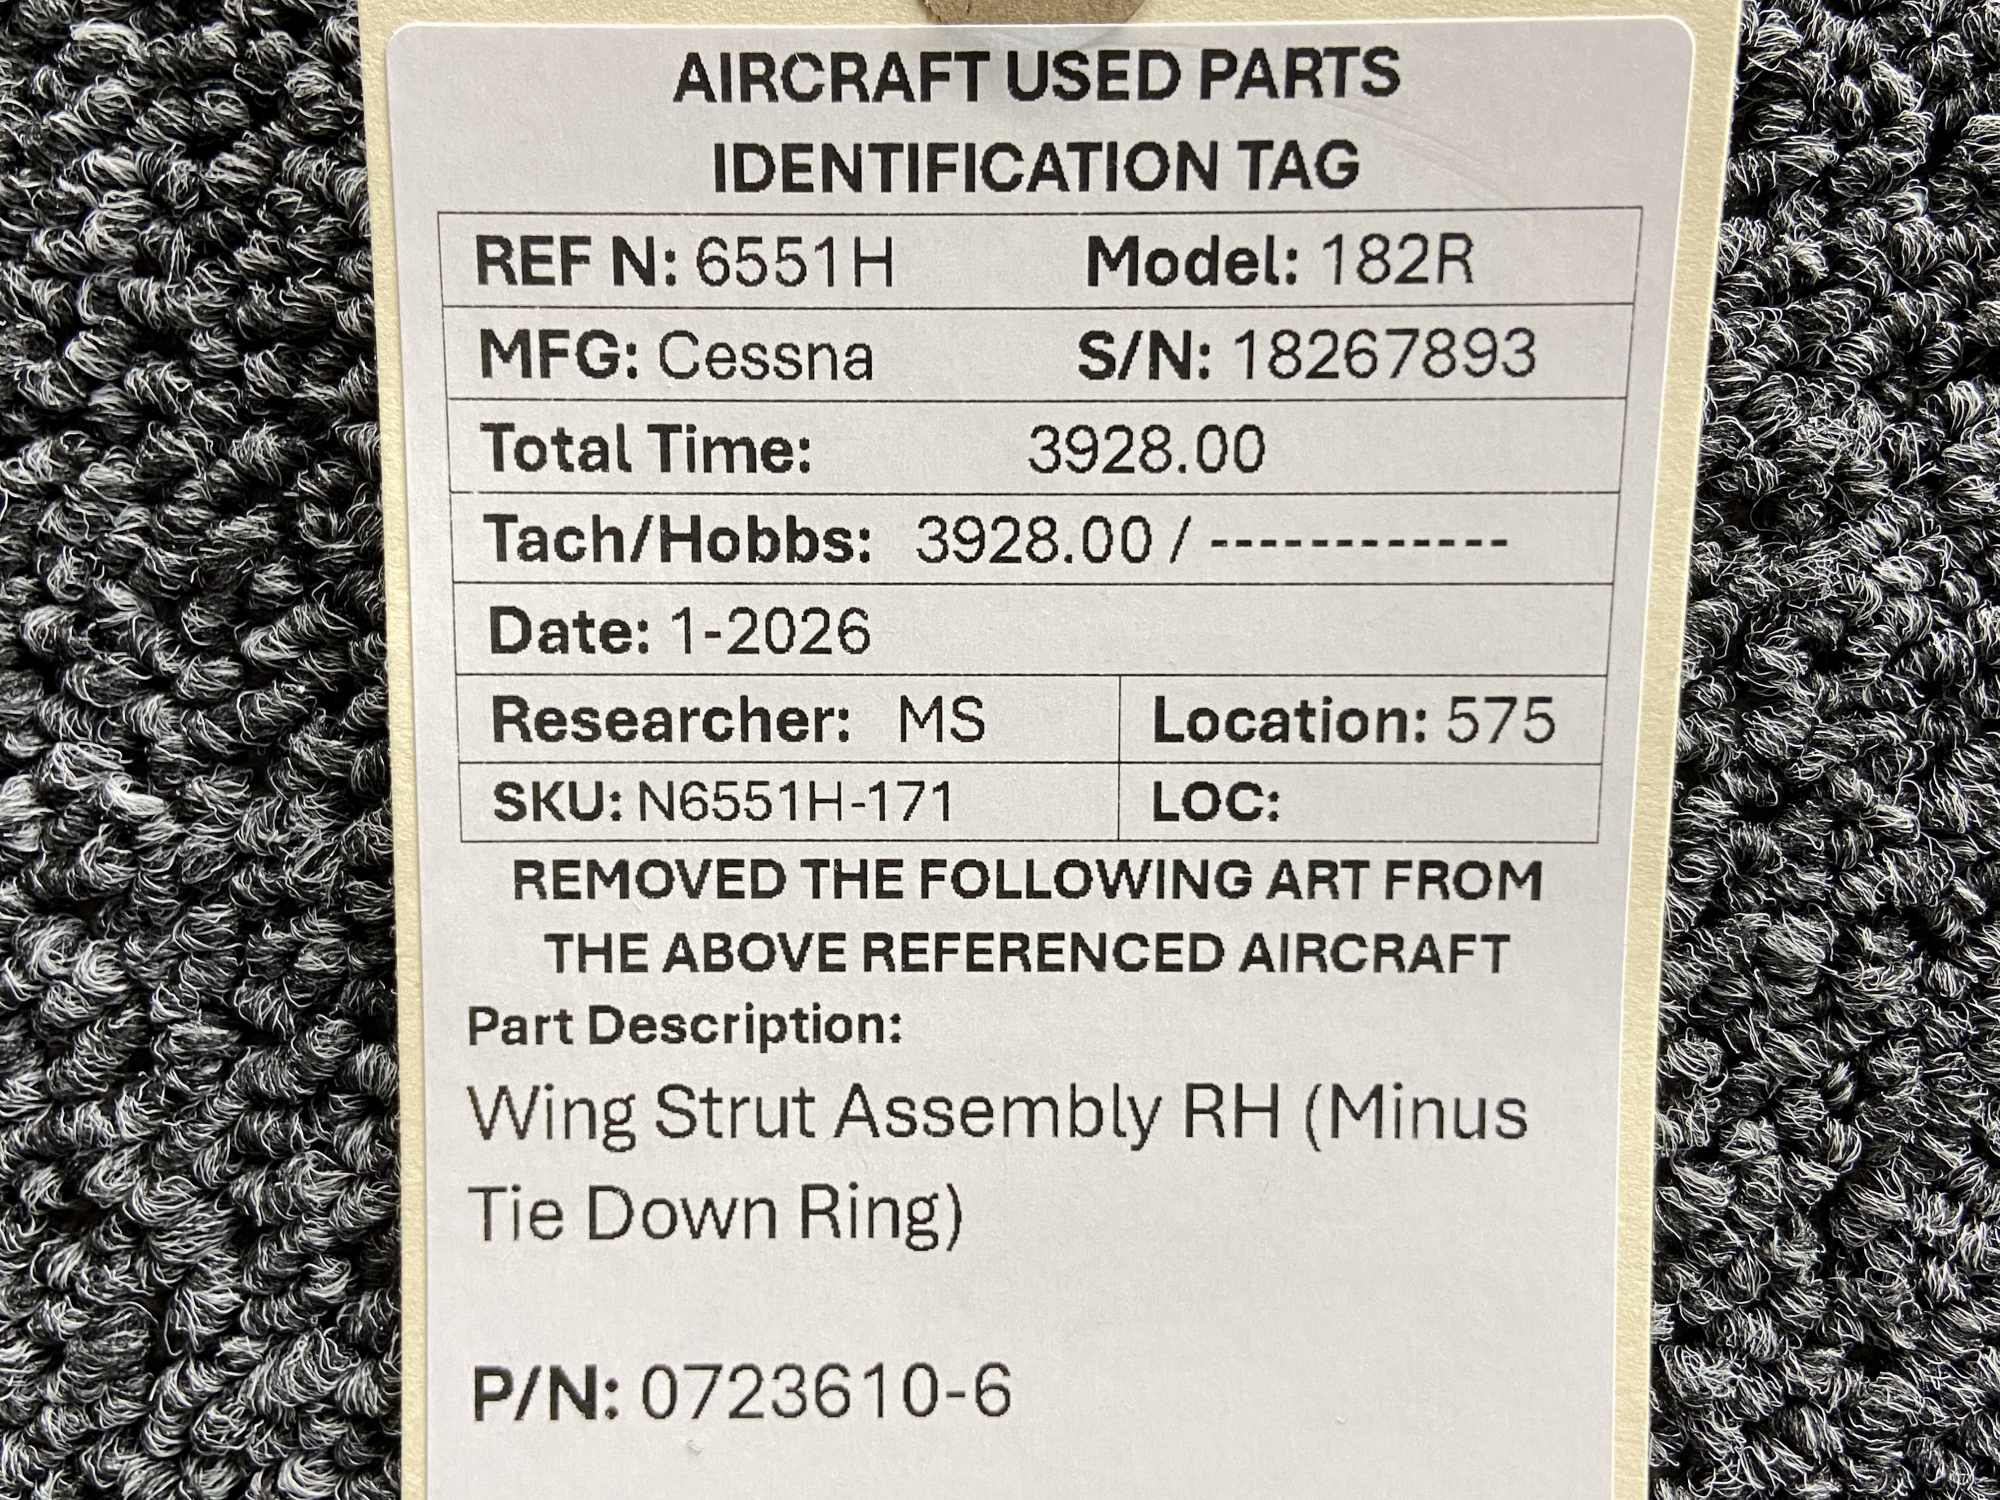 AIRCRAFT USED PARTS
IDENTIFICATION TAG
REF N: 6551H Model: 182R
MFG: Cessna S/N: 18267893
Total Time: 3928.00
Tach/Hobbs: 3928.00 / ------------
Date: 1-2026
Researcher: MS Location: 575
SKU: N6551H-171 LOC:
REMOVED THE FOLLOWING ART FROM
THE ABOVE REFERENCED AIRCRAFT
Part Description:
Wing Strut Assembly RH (Minus
Tie Down Ring)
P/N: 0723610-6